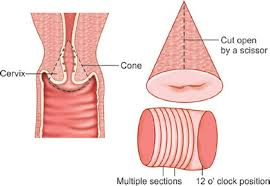 Cervix
Cone
Cut open
by a scissor
Multiple sections
12 o' clock position